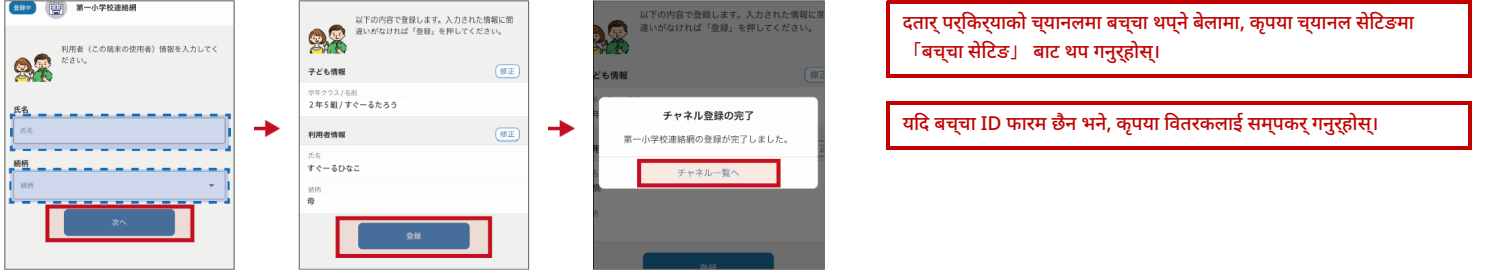 登録中 第一小学校連絡網
利用者（この端末の使用者）情報を入力してく
ださい。
氏名
氏名
続柄
続柄
次へ
以下の内容で登録します。入力された情報に間
違いがなければ「登録」を押してください。
子ども情報 修正
学年クラス / 名前
2 年 5 組 / すぐーるたろう
利用者情報 修正
氏名
すぐーるひなこ
続柄
母
登録
以下の内容で登録します。入力された情報に間
違いがなければ「登録」を押してください。
ども情報 修正
チャネル登録の完了
第一小学校連絡網の登録が完了しました。
チャネル一覧へ
登録
दतार् पर्किर्याको च्यानलमा बच्चा थप्ने बेलामा, कृपया च्यानल सेटिङमा
「बच्चा सेटिङ」 बाट थप गनुर्होस्।
यदि बच्चा ID फारम छैन भने, कृपया वितरकलाई सम्पकर् गनुर्होस्।